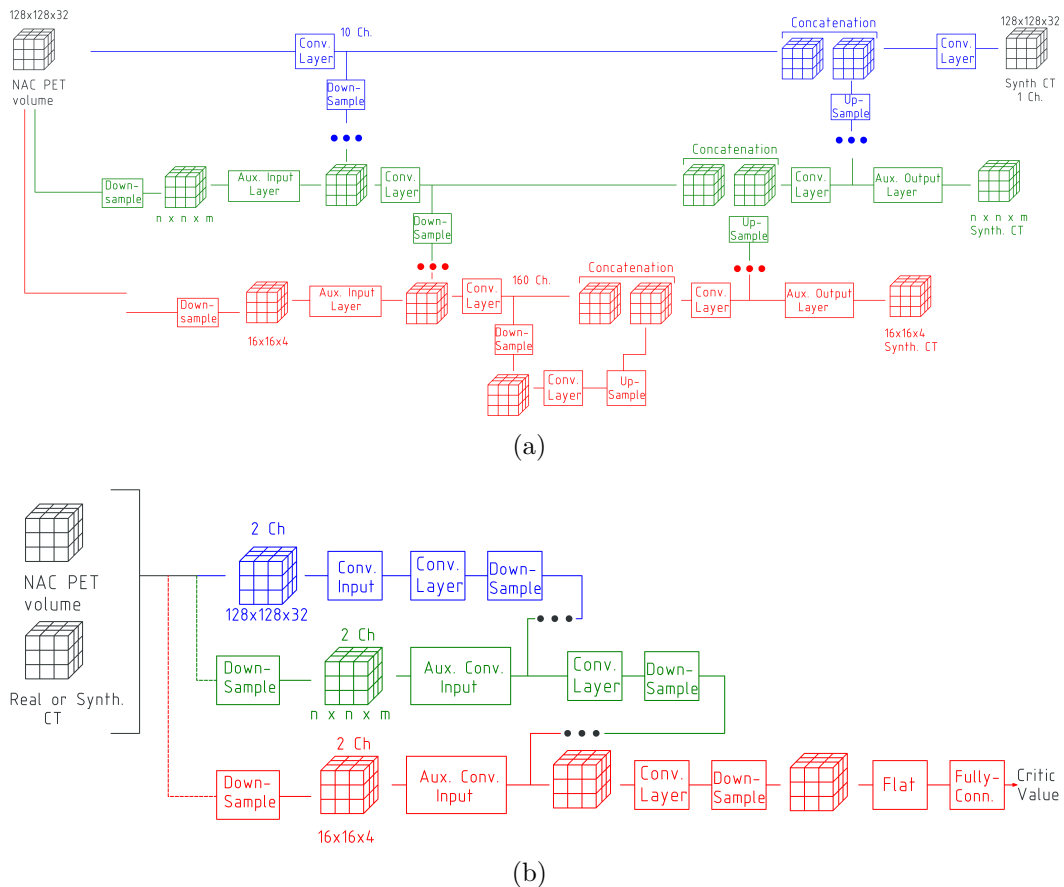 128x128x32
NAC PET
volume
Conv.
Layer
10 Ch.
Down-
Sample
Concatenation
Up-
Sample
Conv.
Layer
128x128x32
Synth CT
1 Ch.
Down-
sample
n x n x m
Aux. Input
Layer
Conv.
Layer
Down-
Sample
Concatenation
Up-
Sample
Conv.
Layer
Aux. Output
Layer
n x n x m
Synth. CT
Down-
sample
16x16x4
Aux. Input
Layer
Conv.
Layer
160 Ch.
Down-
Sample
Conv.
Layer
Up-
Sample
Concatenation
Conv.
Layer
Aux. Output
Layer
16x16x4
Synth. CT
(a)
NAC PET
volume
Real or Synth.
CT
2 Ch
128x128x32
Conv.
Input
Conv.
Layer
Down-
Sample
Down-
Sample
2 Ch
n x n x m
Aux. Conv.
Input
Conv.
Layer
Down-
Sample
Down-
Sample
2 Ch
16x16x4
Aux. Conv.
Input
Conv.
Layer
Down-
Sample
Flat
Fully-
Conn.
Critic
Value
(b)